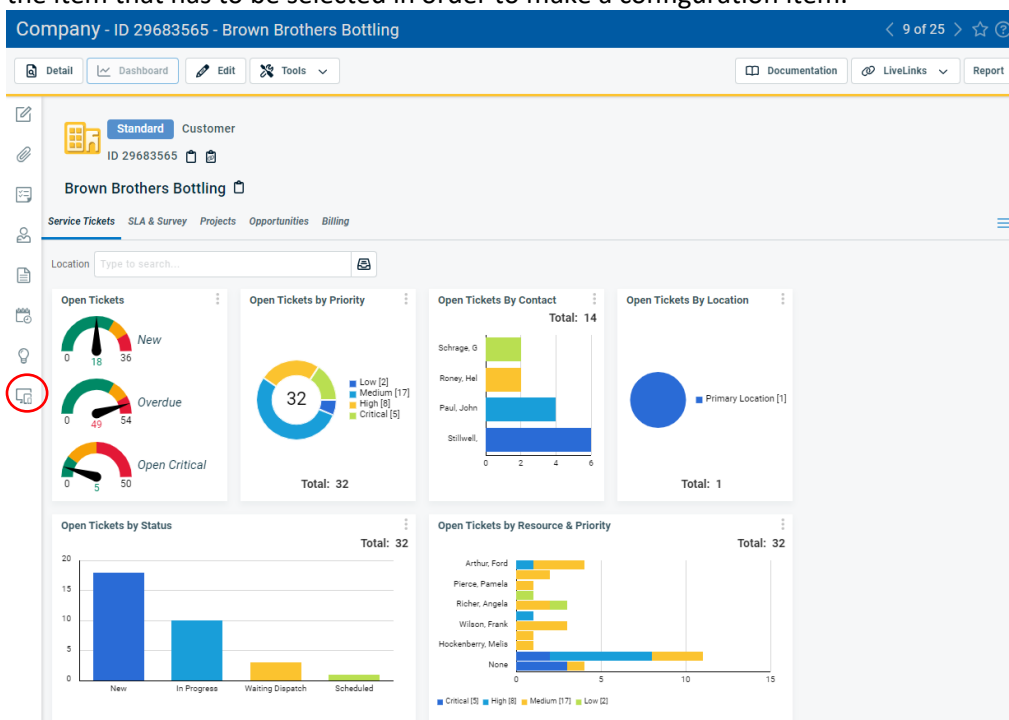 the item that has to be selected in order to make a configuration item.
Company - ID 29683565 - Brown Brothers Bottling
9 of 25
Detail
Dashboard
Edit
Tools
Documentation
LiveLinks
Report
Standard Customer
ID 29683565
Brown Brothers Bottling
Service Tickets SLA & Survey Projects Opportunities Billing
Location Type to search...
Open Tickets
New
0 18 36
Overdue
0 49 54
Open Critical
0 5 50
Open Tickets by Priority
32
Low [2]
Medium [17]
High [8]
Critical [5]
Total: 32
Open Tickets By Contact
Total: 14
Schrage, G
Roney, Hel
Paul, John
Stillwell,
0 2 4 6
Open Tickets By Location
Primary Location [1]
Total: 1
Open Tickets by Status
Total: 32
20
15
10
5
0
New In Progress Waiting Dispatch Scheduled
Open Tickets by Resource & Priority
Total: 32
Arthur, Ford
Pierce, Pamela
Richer, Angela
Wilson, Frank
Hockenberry, Melis
None
0 5 10 15
Critical [5] High [8] Medium [17] Low [2]